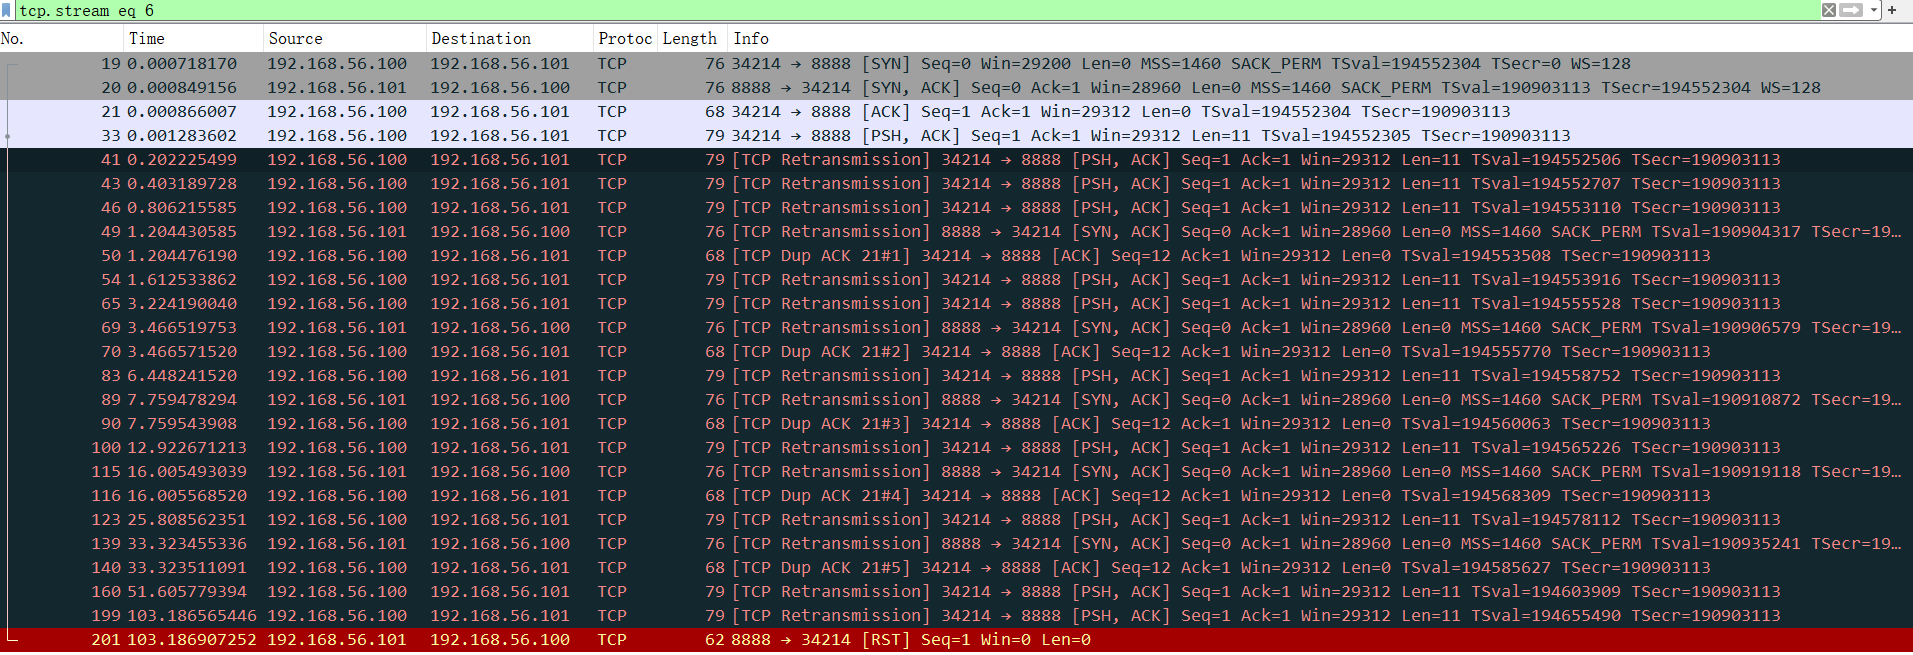 tcp.stream eq 6
No. Time Source Destination Protoc Length Info
19 0.000718170 192.168.56.100 192.168.56.101 TCP 76 34214 → 8888 [SYN] Seq=0 Win=29200 Len=0 MSS=1460 SACK_PERM TSval=194552304 TSecr=0 WS=128
20 0.000849156 192.168.56.101 192.168.56.100 TCP 76 8888 → 34214 [SYN, ACK] Seq=0 Ack=1 Win=28960 Len=0 MSS=1460 SACK_PERM TSval=190903113 TSecr=194552304 WS=128
21 0.000866007 192.168.56.100 192.168.56.101 TCP 68 34214 → 8888 [ACK] Seq=1 Ack=1 Win=29312 Len=0 TSval=194552304 TSecr=190903113
33 0.001283602 192.168.56.100 192.168.56.101 TCP 79 34214 → 8888 [PSH, ACK] Seq=1 Ack=1 Win=29312 Len=11 TSval=194552305 TSecr=190903113
41 0.202225499 192.168.56.100 192.168.56.101 TCP 79 [TCP Retransmission] 34214 → 8888 [PSH, ACK] Seq=1 Ack=1 Win=29312 Len=11 TSval=194552506 TSecr=190903113
43 0.403189728 192.168.56.100 192.168.56.101 TCP 79 [TCP Retransmission] 34214 → 8888 [PSH, ACK] Seq=1 Ack=1 Win=29312 Len=11 TSval=194552707 TSecr=190903113
46 0.806215585 192.168.56.100 192.168.56.101 TCP 79 [TCP Retransmission] 34214 → 8888 [PSH, ACK] Seq=1 Ack=1 Win=29312 Len=11 TSval=194553110 TSecr=190903113
49 1.204430585 192.168.56.101 192.168.56.100 TCP 76 [TCP Retransmission] 8888 → 34214 [SYN, ACK] Seq=0 Ack=1 Win=28960 Len=0 MSS=1460 SACK_PERM TSval=190904317 TSecr=19…
50 1.204476190 192.168.56.100 192.168.56.101 TCP 68 [TCP Dup ACK 21#1] 34214 → 8888 [ACK] Seq=12 Ack=1 Win=29312 Len=0 TSval=194553508 TSecr=190903113
54 1.612533862 192.168.56.100 192.168.56.101 TCP 79 [TCP Retransmission] 34214 → 8888 [PSH, ACK] Seq=1 Ack=1 Win=29312 Len=11 TSval=194553916 TSecr=190903113
65 3.224190040 192.168.56.100 192.168.56.101 TCP 79 [TCP Retransmission] 34214 → 8888 [PSH, ACK] Seq=1 Ack=1 Win=29312 Len=11 TSval=194555528 TSecr=190903113
69 3.466519753 192.168.56.101 192.168.56.100 TCP 76 [TCP Retransmission] 8888 → 34214 [SYN, ACK] Seq=0 Ack=1 Win=28960 Len=0 MSS=1460 SACK_PERM TSval=190906579 TSecr=19…
70 3.466571520 192.168.56.100 192.168.56.101 TCP 68 [TCP Dup ACK 21#2] 34214 → 8888 [ACK] Seq=12 Ack=1 Win=29312 Len=0 TSval=194555770 TSecr=190903113
83 6.448241520 192.168.56.100 192.168.56.101 TCP 79 [TCP Retransmission] 34214 → 8888 [PSH, ACK] Seq=1 Ack=1 Win=29312 Len=11 TSval=194558752 TSecr=190903113
89 7.759478294 192.168.56.101 192.168.56.100 TCP 76 [TCP Retransmission] 8888 → 34214 [SYN, ACK] Seq=0 Ack=1 Win=28960 Len=0 MSS=1460 SACK_PERM TSval=190910872 TSecr=19…
90 7.759543908 192.168.56.100 192.168.56.101 TCP 68 [TCP Dup ACK 21#3] 34214 → 8888 [ACK] Seq=12 Ack=1 Win=29312 Len=0 TSval=194560063 TSecr=190903113
100 12.922671213 192.168.56.100 192.168.56.101 TCP 79 [TCP Retransmission] 34214 → 8888 [PSH, ACK] Seq=1 Ack=1 Win=29312 Len=11 TSval=194565226 TSecr=190903113
115 16.005493039 192.168.56.101 192.168.56.100 TCP 76 [TCP Retransmission] 8888 → 34214 [SYN, ACK] Seq=0 Ack=1 Win=28960 Len=0 MSS=1460 SACK_PERM TSval=190919118 TSecr=19…
116 16.005568520 192.168.56.100 192.168.56.101 TCP 68 [TCP Dup ACK 21#4] 34214 → 8888 [ACK] Seq=12 Ack=1 Win=29312 Len=0 TSval=194568309 TSecr=190903113
123 25.808562351 192.168.56.100 192.168.56.101 TCP 79 [TCP Retransmission] 34214 → 8888 [PSH, ACK] Seq=1 Ack=1 Win=29312 Len=11 TSval=194578112 TSecr=190903113
139 33.323455336 192.168.56.101 192.168.56.100 TCP 76 [TCP Retransmission] 8888 → 34214 [SYN, ACK] Seq=0 Ack=1 Win=28960 Len=0 MSS=1460 SACK_PERM TSval=190935241 TSecr=19…
140 33.323511091 192.168.56.100 192.168.56.101 TCP 68 [TCP Dup ACK 21#5] 34214 → 8888 [ACK] Seq=12 Ack=1 Win=29312 Len=0 TSval=194585627 TSecr=190903113
160 51.605779394 192.168.56.100 192.168.56.101 TCP 79 [TCP Retransmission] 34214 → 8888 [PSH, ACK] Seq=1 Ack=1 Win=29312 Len=11 TSval=194603909 TSecr=190903113
199 103.186565446 192.168.56.100 192.168.56.101 TCP 79 [TCP Retransmission] 34214 → 8888 [PSH, ACK] Seq=1 Ack=1 Win=29312 Len=11 TSval=194655490 TSecr=190903113
201 103.186907252 192.168.56.101 192.168.56.100 TCP 62 8888 → 34214 [RST] Seq=1 Win=0 Len=0